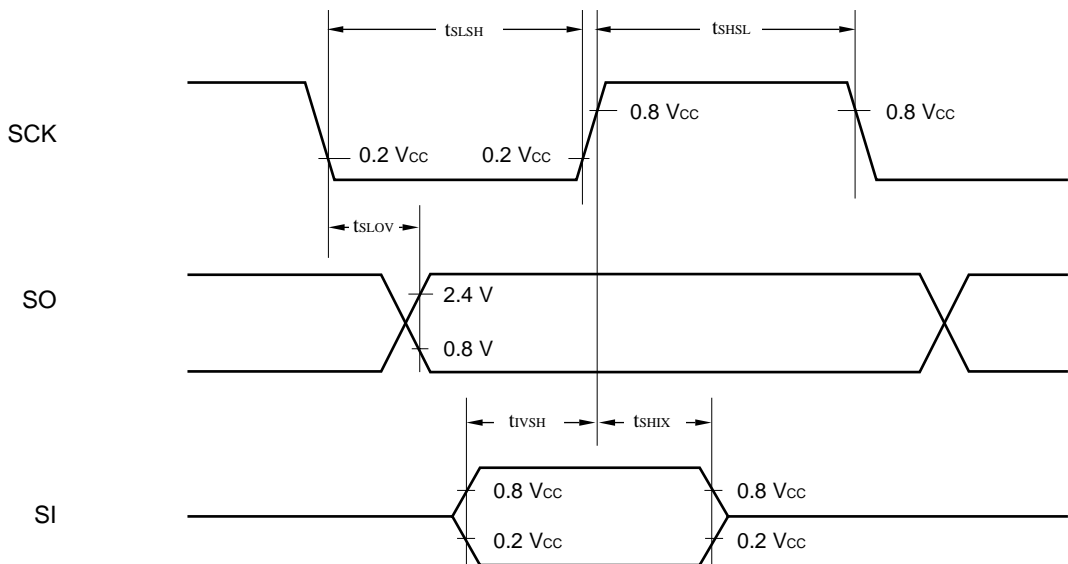 tSLSH
tSHSL
SCK
0.8 VCC
0.8 VCC
0.2 VCC
0.2 VCC
tSLOV
SO
2.4 V
0.8 V
tIVSH
tSHIX
SI
0.8 VCC
0.8 VCC
0.2 VCC
0.2 VCC